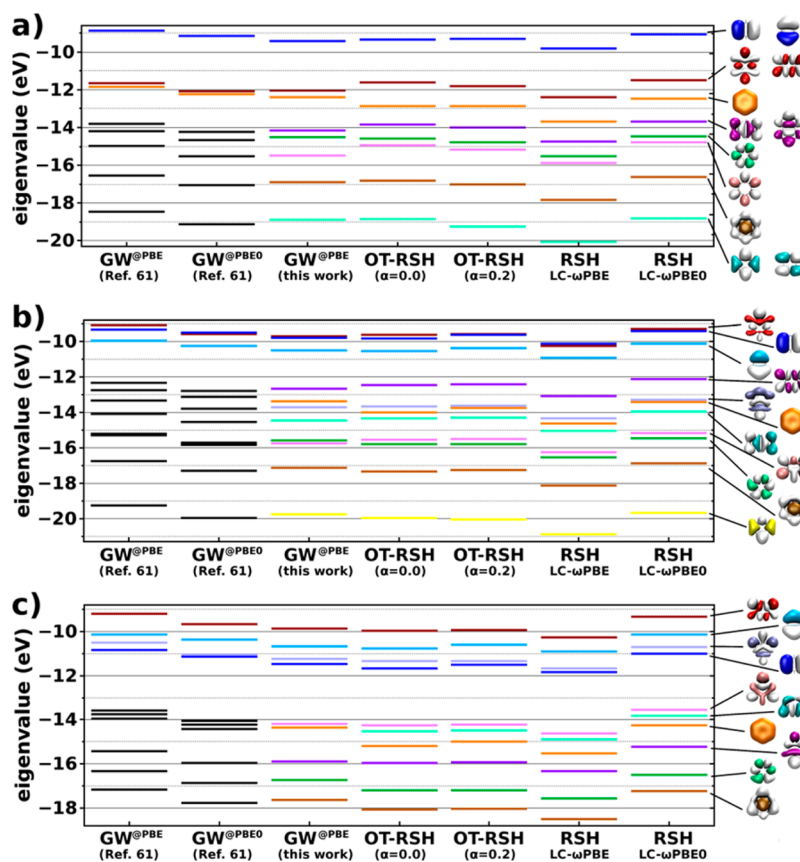 a)
eigenvalue (eV)
−10
−12
−14
−16
−18
−20
GW@PBE GW@PBE0 GW@PBE OT-RSH OT-RSH RSH RSH
(Ref. 61) (Ref. 61) (this work) (α=0.0) (α=0.2) LC-ωPBE LC-ωPBE0
b)
eigenvalue (eV)
−10
−12
−14
−16
−18
−20
GW@PBE GW@PBE0 GW@PBE OT-RSH OT-RSH RSH RSH
(Ref. 61) (Ref. 61) (this work) (α=0.0) (α=0.2) LC-ωPBE LC-ωPBE0
c)
eigenvalue (eV)
−10
−12
−14
−16
−18
GW@PBE GW@PBE0 GW@PBE OT-RSH OT-RSH RSH RSH
(Ref. 61) (Ref. 61) (this work) (α=0.0) (α=0.2) LC-ωPBE LC-ωPBE0